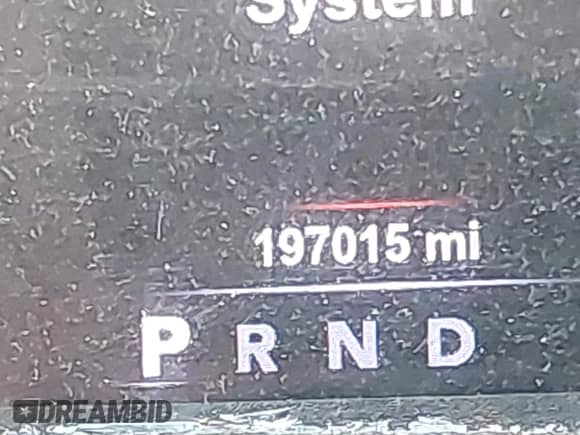 System
197015 mi
P R N D
DREAMBID